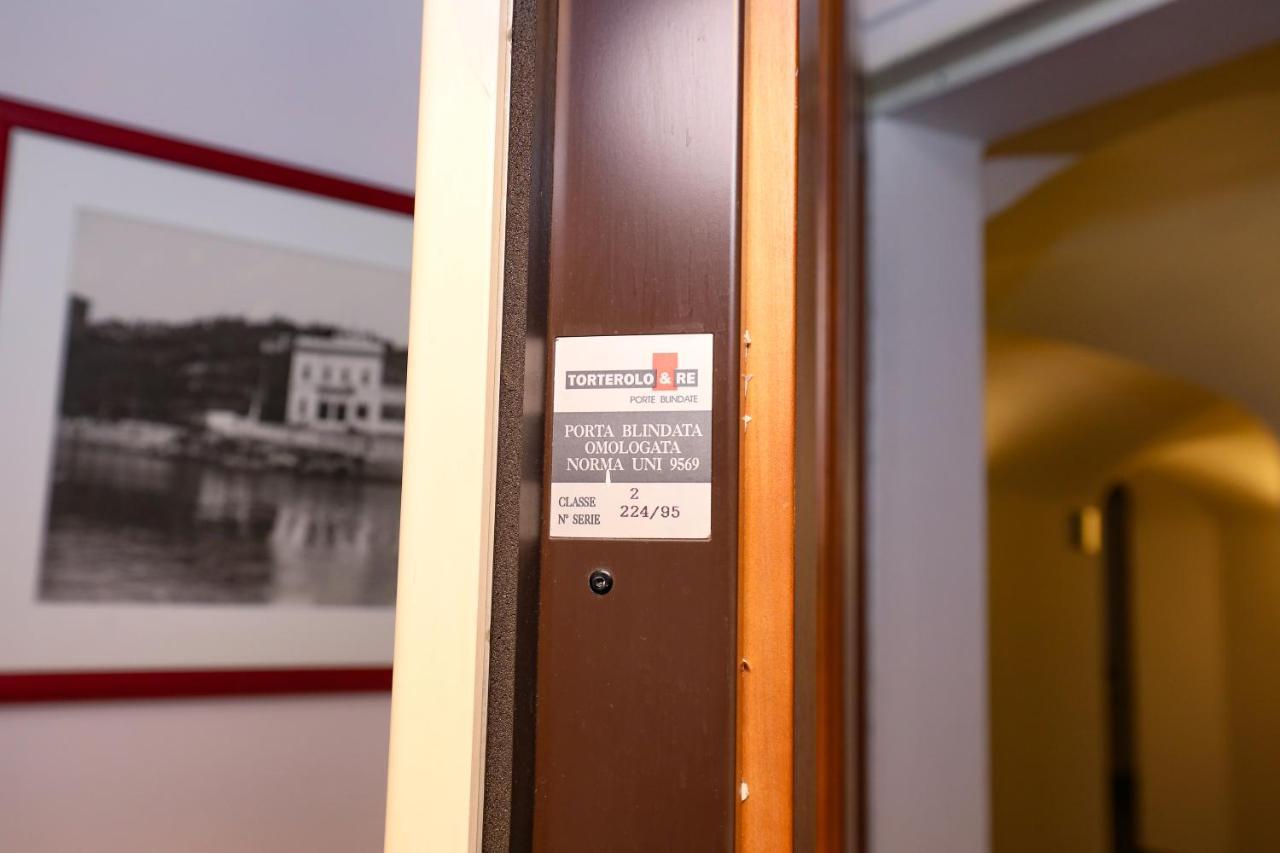 TORTEROLO & RE
PORTE BLINDATE
PORTA BLINDATA
OMOLOGATA
NORMA UNI 9569
CLASSE 2
N° SERIE 224/95